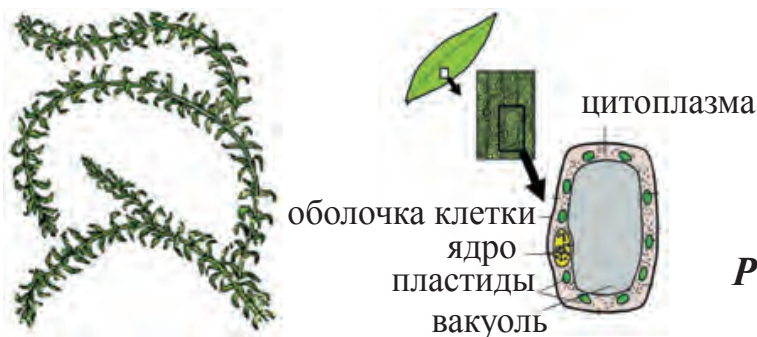 цитоплазма
оболочка клетки
ядро
пластиды
вакуоль
Р